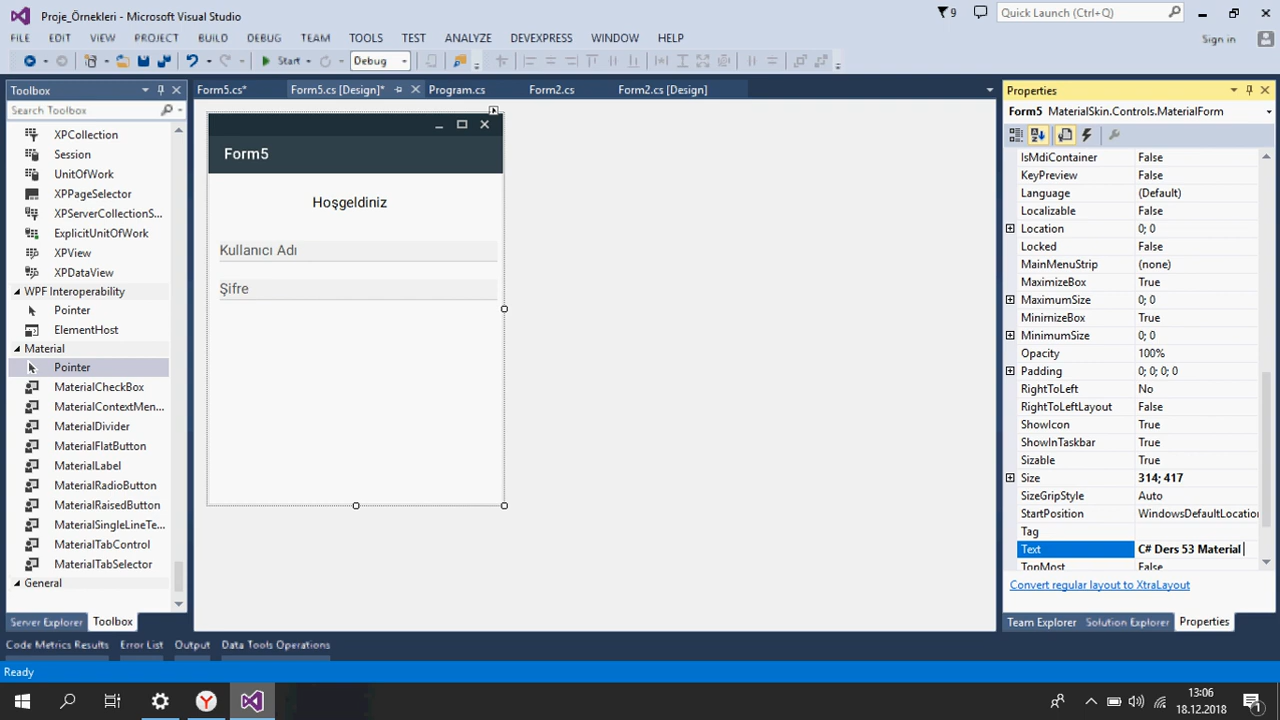 Proje_Örnekleri - Microsoft Visual Studio
9
Quick Launch (Ctrl+Q)
FILE EDIT VIEW PROJECT BUILD DEBUG TEAM TOOLS TEST ANALYZE DEVEXPRESS WINDOW HELP
Sign in
Start Debug
Toolbox
Search Toolbox
XPCollection
Session
UnitOfWork
XPPageSelector
XPServerCollectionS...
ExplicitUnitOfWork
XPView
XPDataView
WPF Interoperability
Pointer
ElementHost
Material
Pointer
MaterialCheckBox
MaterialContextMen...
MaterialDivider
MaterialFlatButton
MaterialLabel
MaterialRadioButton
MaterialRaisedButton
MaterialSingleLineTe...
MaterialTabControl
MaterialTabSelector
General
Server Explorer Toolbox
Form5.cs* Form5.cs [Design]* Program.cs Form2.cs Form2.cs [Design]
Form5
Hoşgeldiniz
Kullanıcı Adı
Şifre
Properties
Form5 MaterialSkin.Controls.MaterialForm
IsMdiContainer False
KeyPreview False
Language (Default)
Localizable False
Location 0; 0
Locked False
MainMenuStrip (none)
MaximizeBox True
MaximumSize 0; 0
MinimizeBox True
MinimumSize 0; 0
Opacity 100%
Padding 0; 0; 0; 0
RightToLeft No
RightToLeftLayout False
ShowIcon True
ShowInTaskbar True
Sizable True
Size 314; 417
SizeGripStyle Auto
StartPosition WindowsDefaultLocation
Tag
Text C# Ders 53 Material
TopMost False
Convert regular layout to XtraLayout
Team Explorer Solution Explorer Properties
Code Metrics Results Error List Output Data Tools Operations
Ready
13:06
18.12.2018
1